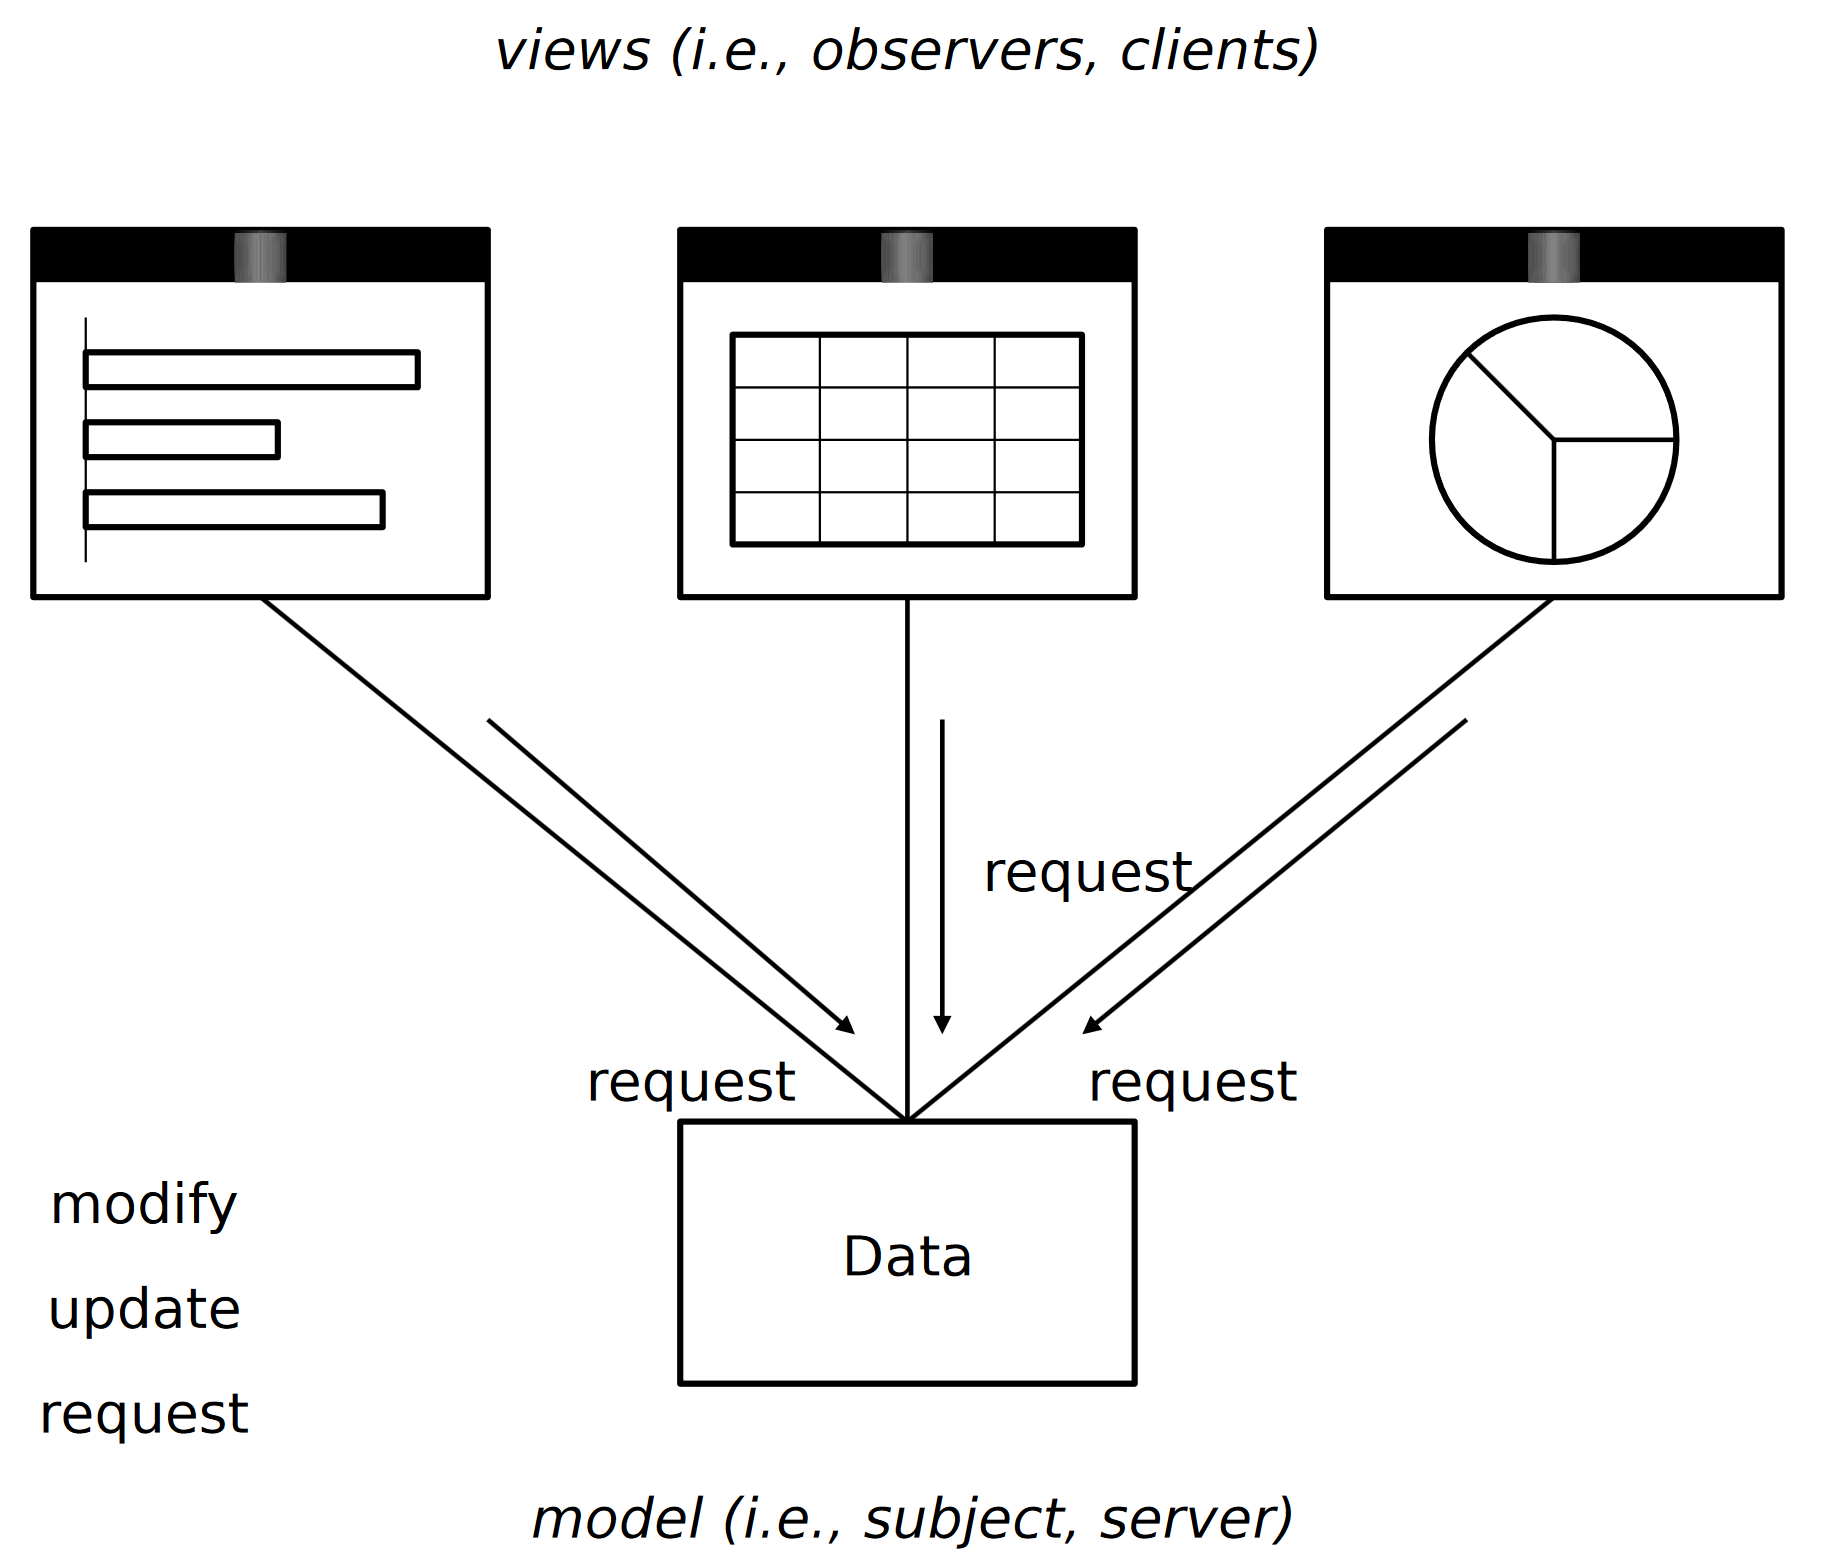 views (i.e., observers, clients)
request
request
request
modify
Data
update
request
model (i.e., subject, server)